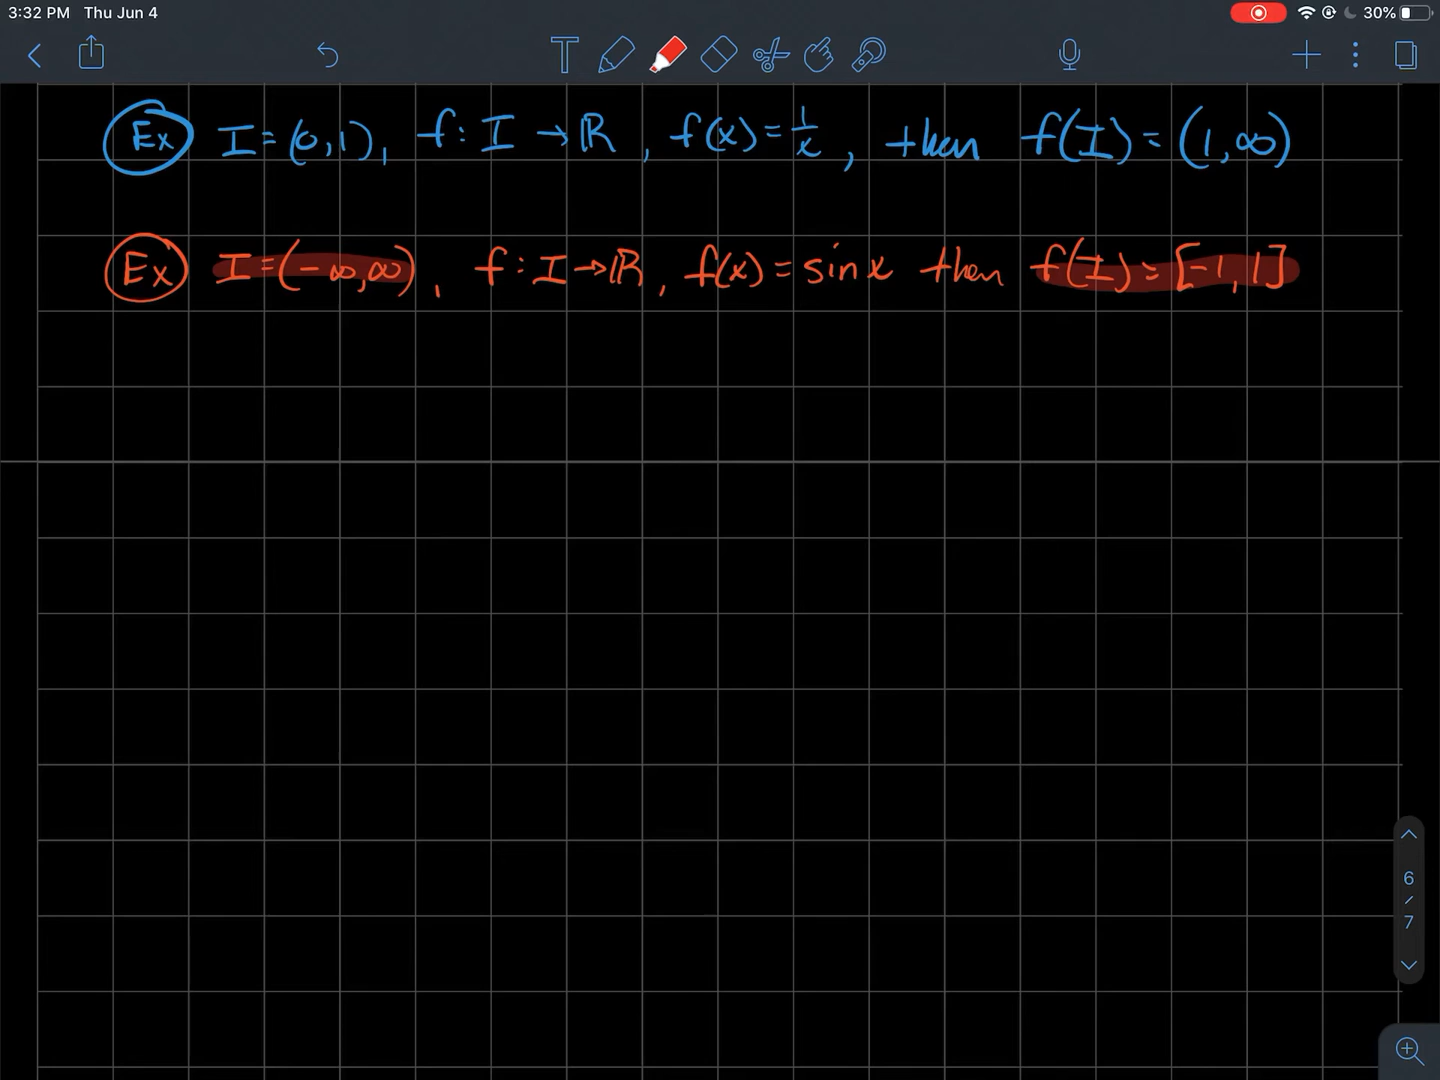 3:32 PM Thu Jun 4 30%
T
Ex I = (0,1), f: I → ℝ, f(x) = 1/x, then f(I) = (1,∞)
Ex I = (-∞,∞), f: I → ℝ, f(x) = sin x then f(I) = [-1,1]
6
/
7